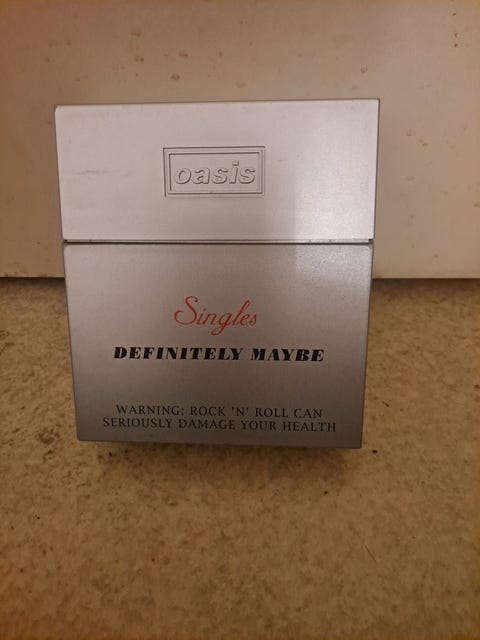 oasis
Singles
DEFINITELY MAYBE
WARNING: ROCK 'N' ROLL CAN
SERIOUSLY DAMAGE YOUR HEALTH